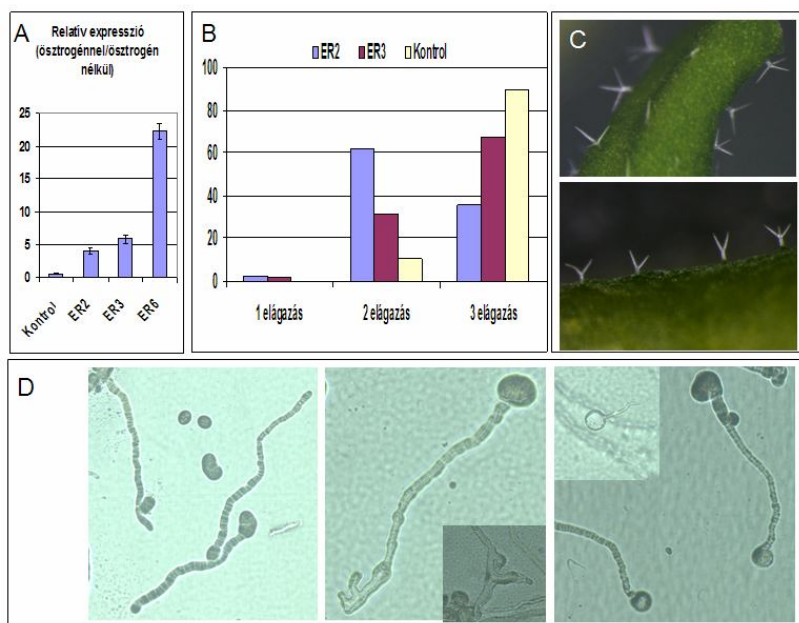 A
Relatív expresszió
(ösztrogénnel/ösztrogén
nélkül)
25
20
15
10
5
0
Kontrol
ER2
ER3
ER6
B
ER2 ER3 Kontrol
100
80
60
40
20
0
1 elágazás 2 elágazás 3 elágazás
C
D